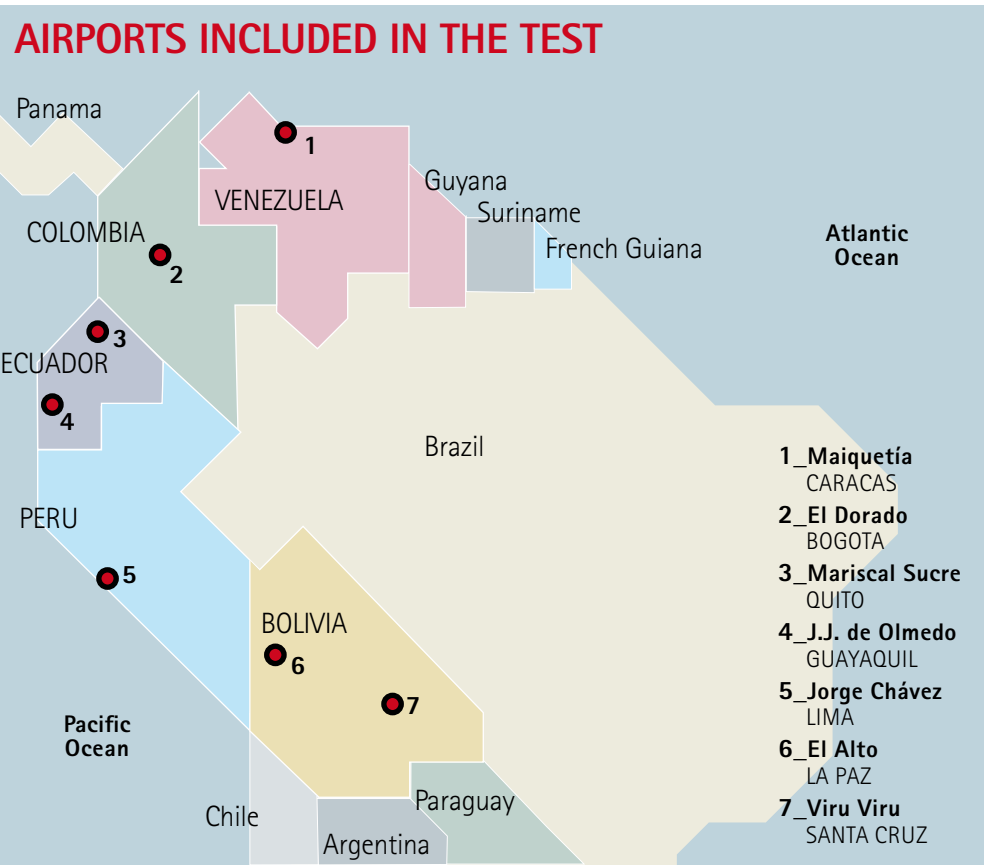 AIRPORTS INCLUDED IN THE TEST
Panama
1
VENEZUELA
Guyana
Suriname
COLOMBIA
French Guiana
Atlantic
Ocean
2
3
ECUADOR
4
Brazil
PERU
5
BOLIVIA
6
7
Pacific
Ocean
Chile
Paraguay
Argentina
1_Maiquetía
CARACAS
2_El Dorado
BOGOTA
3_Mariscal Sucre
QUITO
4_J.J. de Olmedo
GUAYAQUIL
5_Jorge Chávez
LIMA
6_El Alto
LA PAZ
7_Viru Viru
SANTA CRUZ